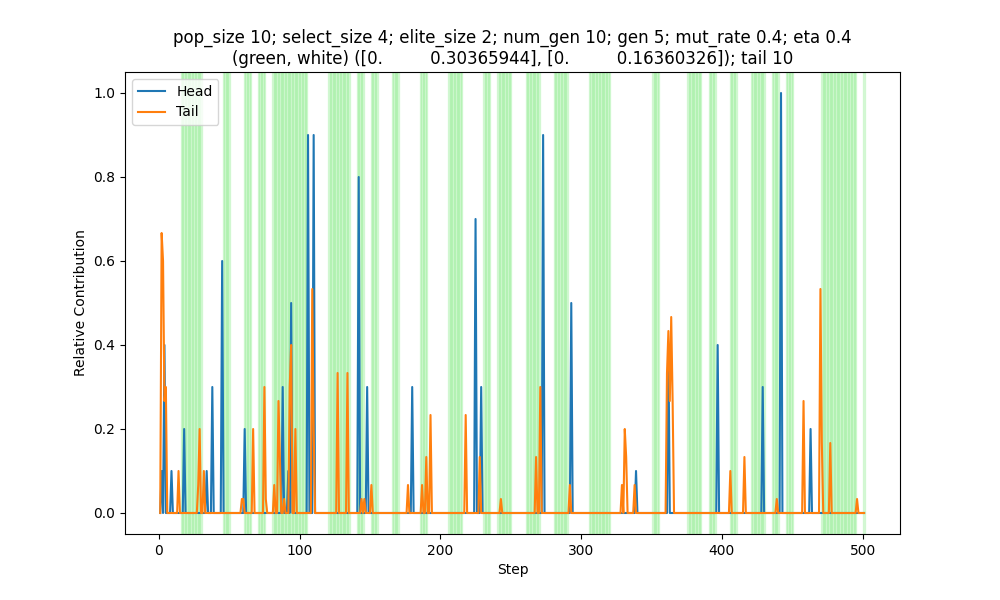 pop_size 10; select_size 4; elite_size 2; num_gen 10; gen 5; mut_rate 0.4; eta 0.4
(green, white) ([0. 0.30365944], [0. 0.16360326]); tail 10
Head
Tail
1.0
0.8
0.6
0.4
0.2
0.0
Relative Contribution
0 100 200 300 400 500
Step